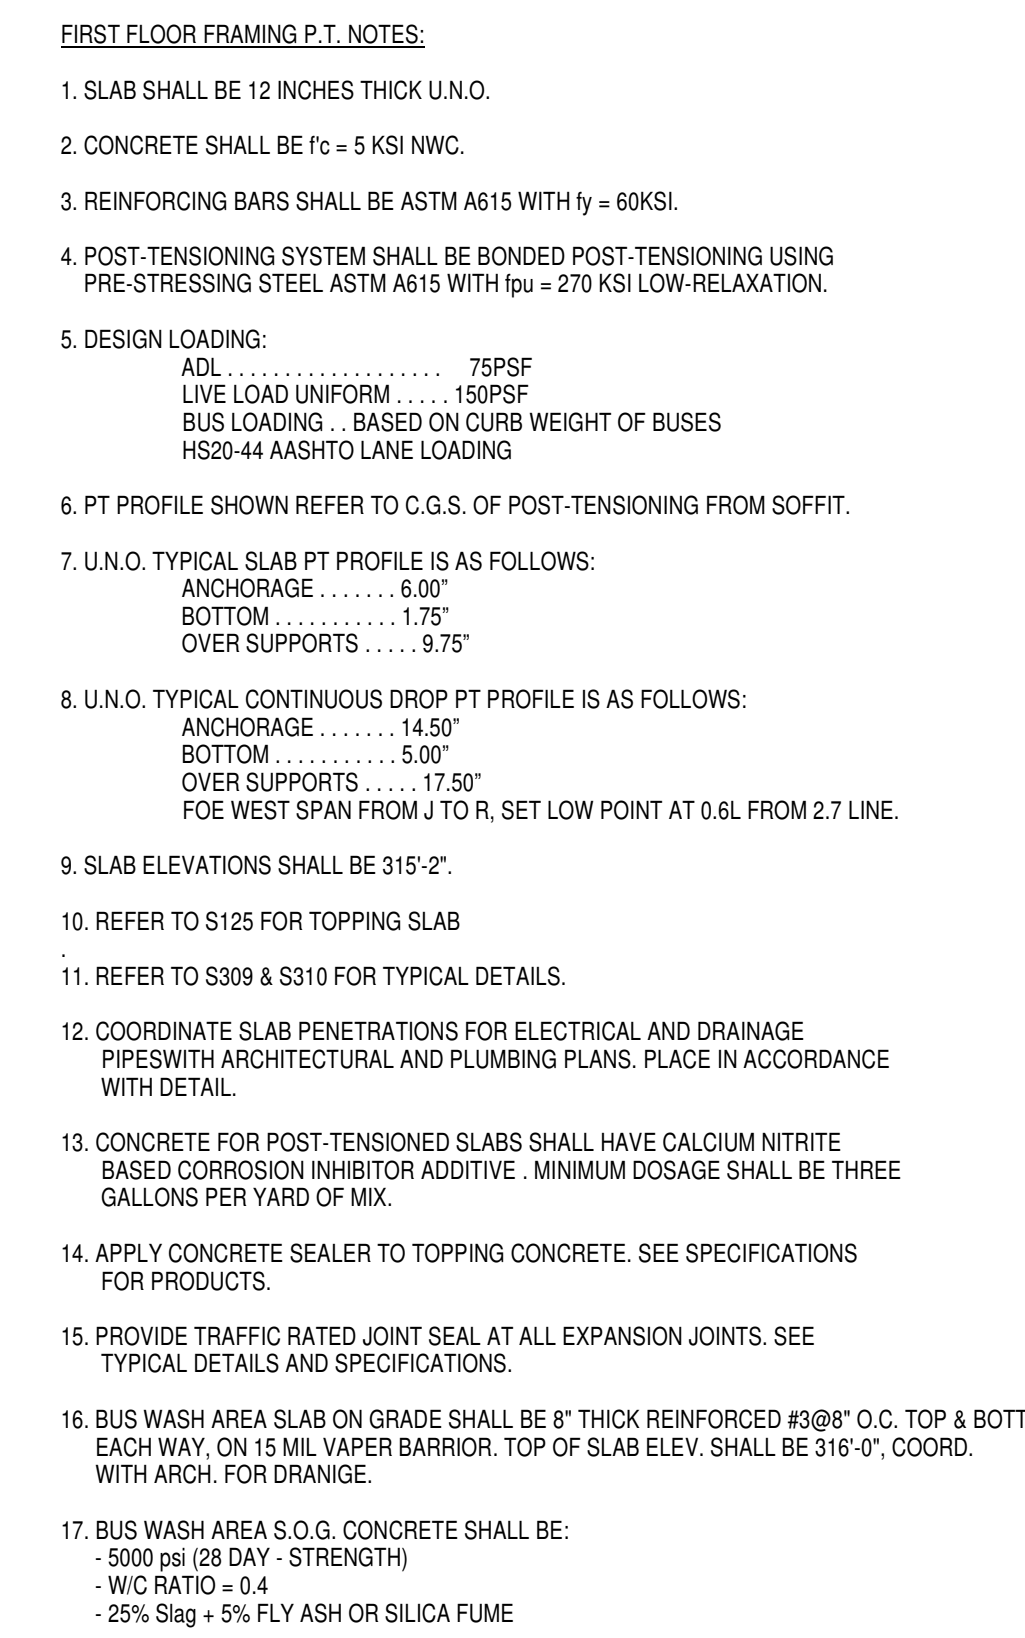 FIRST FLOOR FRAMING P.T. NOTES:
1. SLAB SHALL BE 12 INCHES THICK U.N.O.
2. CONCRETE SHALL BE f'c = 5 KSI NWC.
3. REINFORCING BARS SHALL BE ASTM A615 WITH fy = 60KSI.
4. POST-TENSIONING SYSTEM SHALL BE BONDED POST-TENSIONING USING
PRE-STRESSING STEEL ASTM A615 WITH fpu = 270 KSI LOW-RELAXATION.
5. DESIGN LOADING:
ADL . . . . . . . . . . . . . . . . . . . 75PSF
LIVE LOAD UNIFORM . . . . . 150PSF
BUS LOADING . . BASED ON CURB WEIGHT OF BUSES
HS20-44 AASHTO LANE LOADING
6. PT PROFILE SHOWN REFER TO C.G.S. OF POST-TENSIONING FROM SOFFIT.
7. U.N.O. TYPICAL SLAB PT PROFILE IS AS FOLLOWS:
ANCHORAGE . . . . . . . 6.00”
BOTTOM . . . . . . . . . . . 1.75”
OVER SUPPORTS . . . . . 9.75”
8. U.N.O. TYPICAL CONTINUOUS DROP PT PROFILE IS AS FOLLOWS:
ANCHORAGE . . . . . . . 14.50”
BOTTOM . . . . . . . . . . . 5.00”
OVER SUPPORTS . . . . . 17.50”
FOE WEST SPAN FROM J TO R, SET LOW POINT AT 0.6L FROM 2.7 LINE.
9. SLAB ELEVATIONS SHALL BE 315'-2".
10. REFER TO S125 FOR TOPPING SLAB
.
11. REFER TO S309 & S310 FOR TYPICAL DETAILS.
12. COORDINATE SLAB PENETRATIONS FOR ELECTRICAL AND DRAINAGE
PIPESWITH ARCHITECTURAL AND PLUMBING PLANS. PLACE IN ACCORDANCE
WITH DETAIL.
13. CONCRETE FOR POST-TENSIONED SLABS SHALL HAVE CALCIUM NITRITE
BASED CORROSION INHIBITOR ADDITIVE . MINIMUM DOSAGE SHALL BE THREE
GALLONS PER YARD OF MIX.
14. APPLY CONCRETE SEALER TO TOPPING CONCRETE. SEE SPECIFICATIONS
FOR PRODUCTS.
15. PROVIDE TRAFFIC RATED JOINT SEAL AT ALL EXPANSION JOINTS. SEE
TYPICAL DETAILS AND SPECIFICATIONS.
16. BUS WASH AREA SLAB ON GRADE SHALL BE 8" THICK REINFORCED #3@8" O.C. TOP & BOTT
EACH WAY, ON 15 MIL VAPER BARRIOR. TOP OF SLAB ELEV. SHALL BE 316'-0", COORD.
WITH ARCH. FOR DRANIGE.
17. BUS WASH AREA S.O.G. CONCRETE SHALL BE:
- 5000 psi (28 DAY - STRENGTH)
- W/C RATIO = 0.4
- 25% Slag + 5% FLY ASH OR SILICA FUME